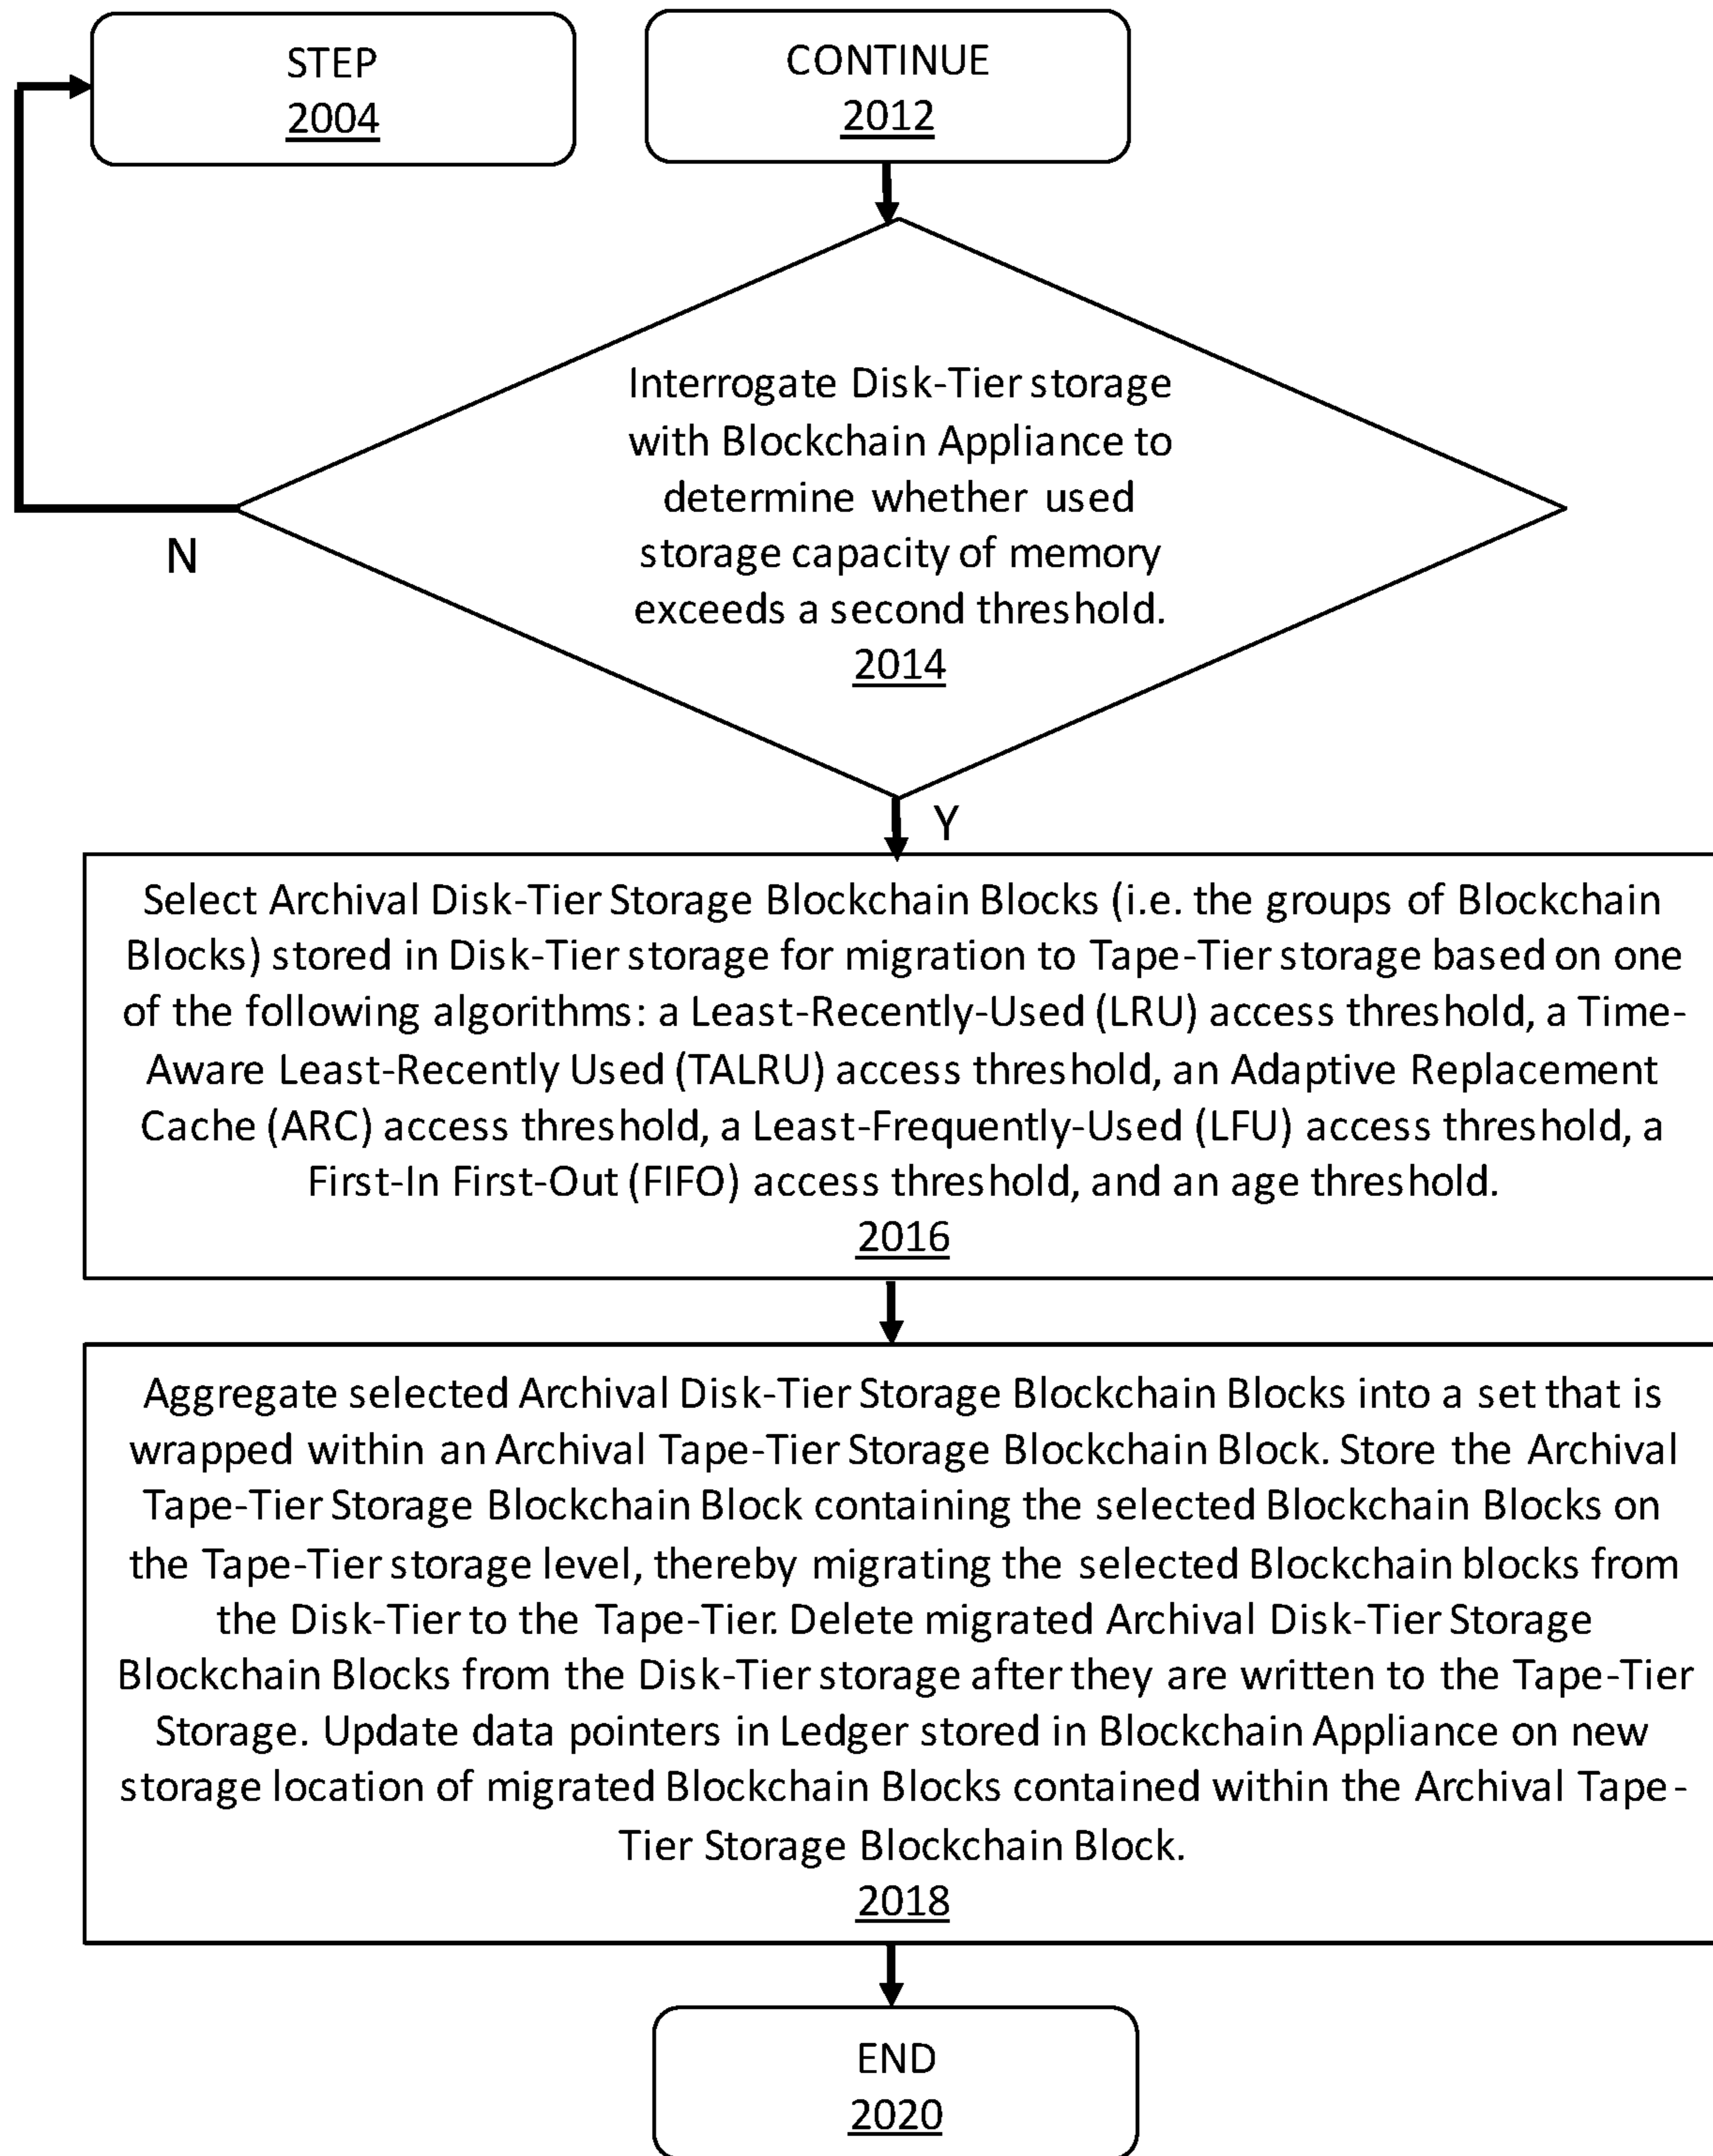 STEP
2004
CONTINUE
2012
Interrogate Disk-Tier storage
with Blockchain Appliance to
determine whether used
storage capacity of memory
exceeds a second threshold.
2014
N
Y
Select Archival Disk-Tier Storage Blockchain Blocks (i.e. the groups of Blockchain
Blocks) stored in Disk-Tier storage for migration to Tape-Tier storage based on one
of the following algorithms: a Least-Recently-Used (LRU) access threshold, a Time-
Aware Least-Recently Used (TALRU) access threshold, an Adaptive Replacement
Cache (ARC) access threshold, a Least-Frequently-Used (LFU) access threshold, a
First-In First-Out (FIFO) access threshold, and an age threshold.
2016
Aggregate selected Archival Disk-Tier Storage Blockchain Blocks into a set that is
wrapped within an Archival Tape-Tier Storage Blockchain Block. Store the Archival
Tape-Tier Storage Blockchain Block containing the selected Blockchain Blocks on
the Tape-Tier storage level, thereby migrating the selected Blockchain blocks from
the Disk-Tier to the Tape-Tier. Delete migrated Archival Disk-Tier Storage
Blockchain Blocks from the Disk-Tier storage after they are written to the Tape-Tier
Storage. Update data pointers in Ledger stored in Blockchain Appliance on new
storage location of migrated Blockchain Blocks contained within the Archival Tape-
Tier Storage Blockchain Block.
2018
END
2020